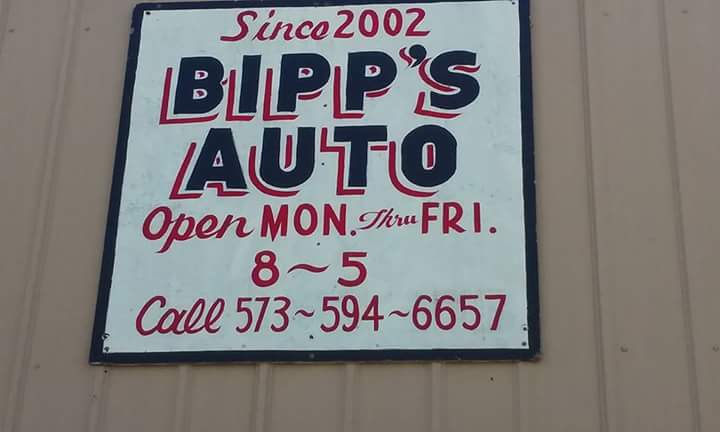 Since 2002
BIPP'S
AUTO
Open MON. Thru FRI.
8~5
Call 573~594~6657